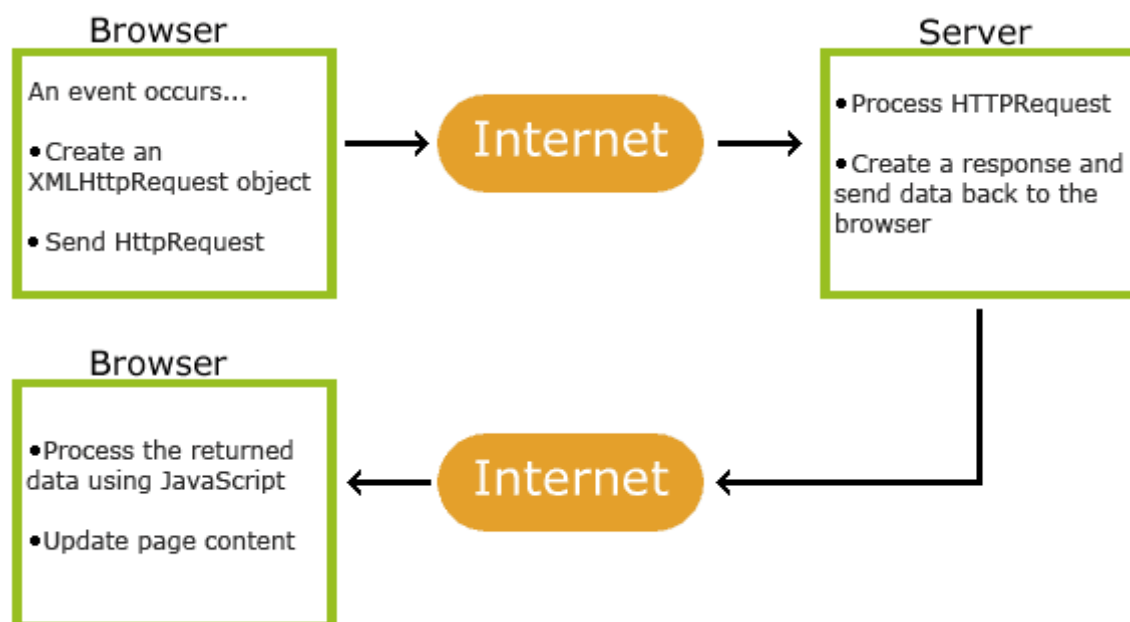 Browser
An event occurs...
•Create an
XMLHttpRequest object
• Send HttpRequest
Internet
Server
•Process HTTPRequest
•Create a response and
send data back to the
browser
Browser
•Process the returned
data using JavaScript
•Update page content
Internet